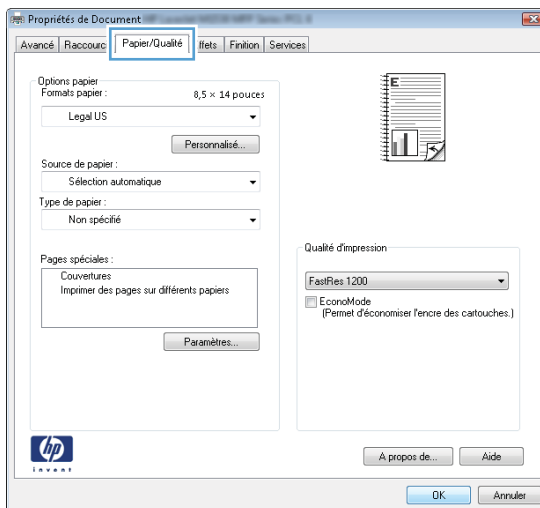 Propriétés de Document
Avancé Raccourc Papier/Qualité ffets Finition Services
Options papier
Formats papier : 8,5 × 14 pouces
Legal US
Personnalisé...
Source de papier :
Sélection automatique
Type de papier :
Non spécifié
Pages spéciales :
Couvertures
Imprimer des pages sur différents papiers
Paramètres...
E
Qualité d'impression
FastRes 1200
EconoMode
(Permet d'économiser l'encre des cartouches.)
hp
invent
A propos de... Aide
OK Annuler